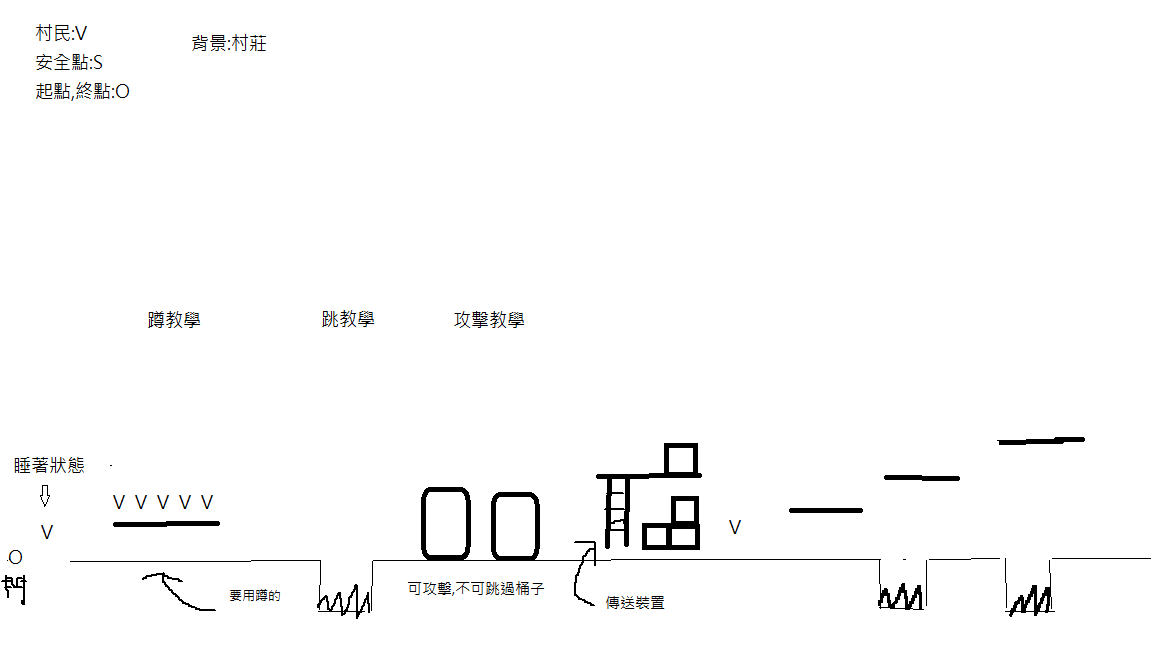 村民:V
背景:村莊
安全點:S
起點,終點:O
蹲教學
跳教學
攻擊教學
睡著狀態
V V V V V
V
V
O
門
要用蹲的
可攻擊,不可跳過桶子
傳送裝置